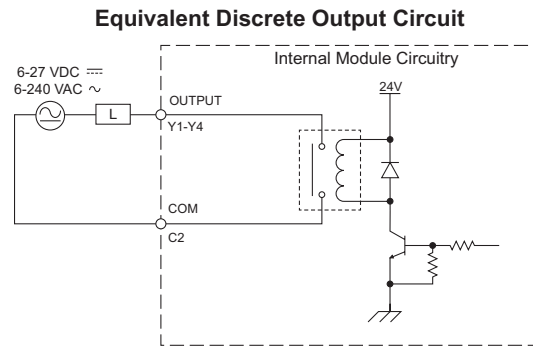 Equivalent Discrete Output Circuit
Internal Module Circuitry
6-27 VDC ⎓
6-240 VAC ∿
24V
L
OUTPUT
Y1-Y4
COM
C2